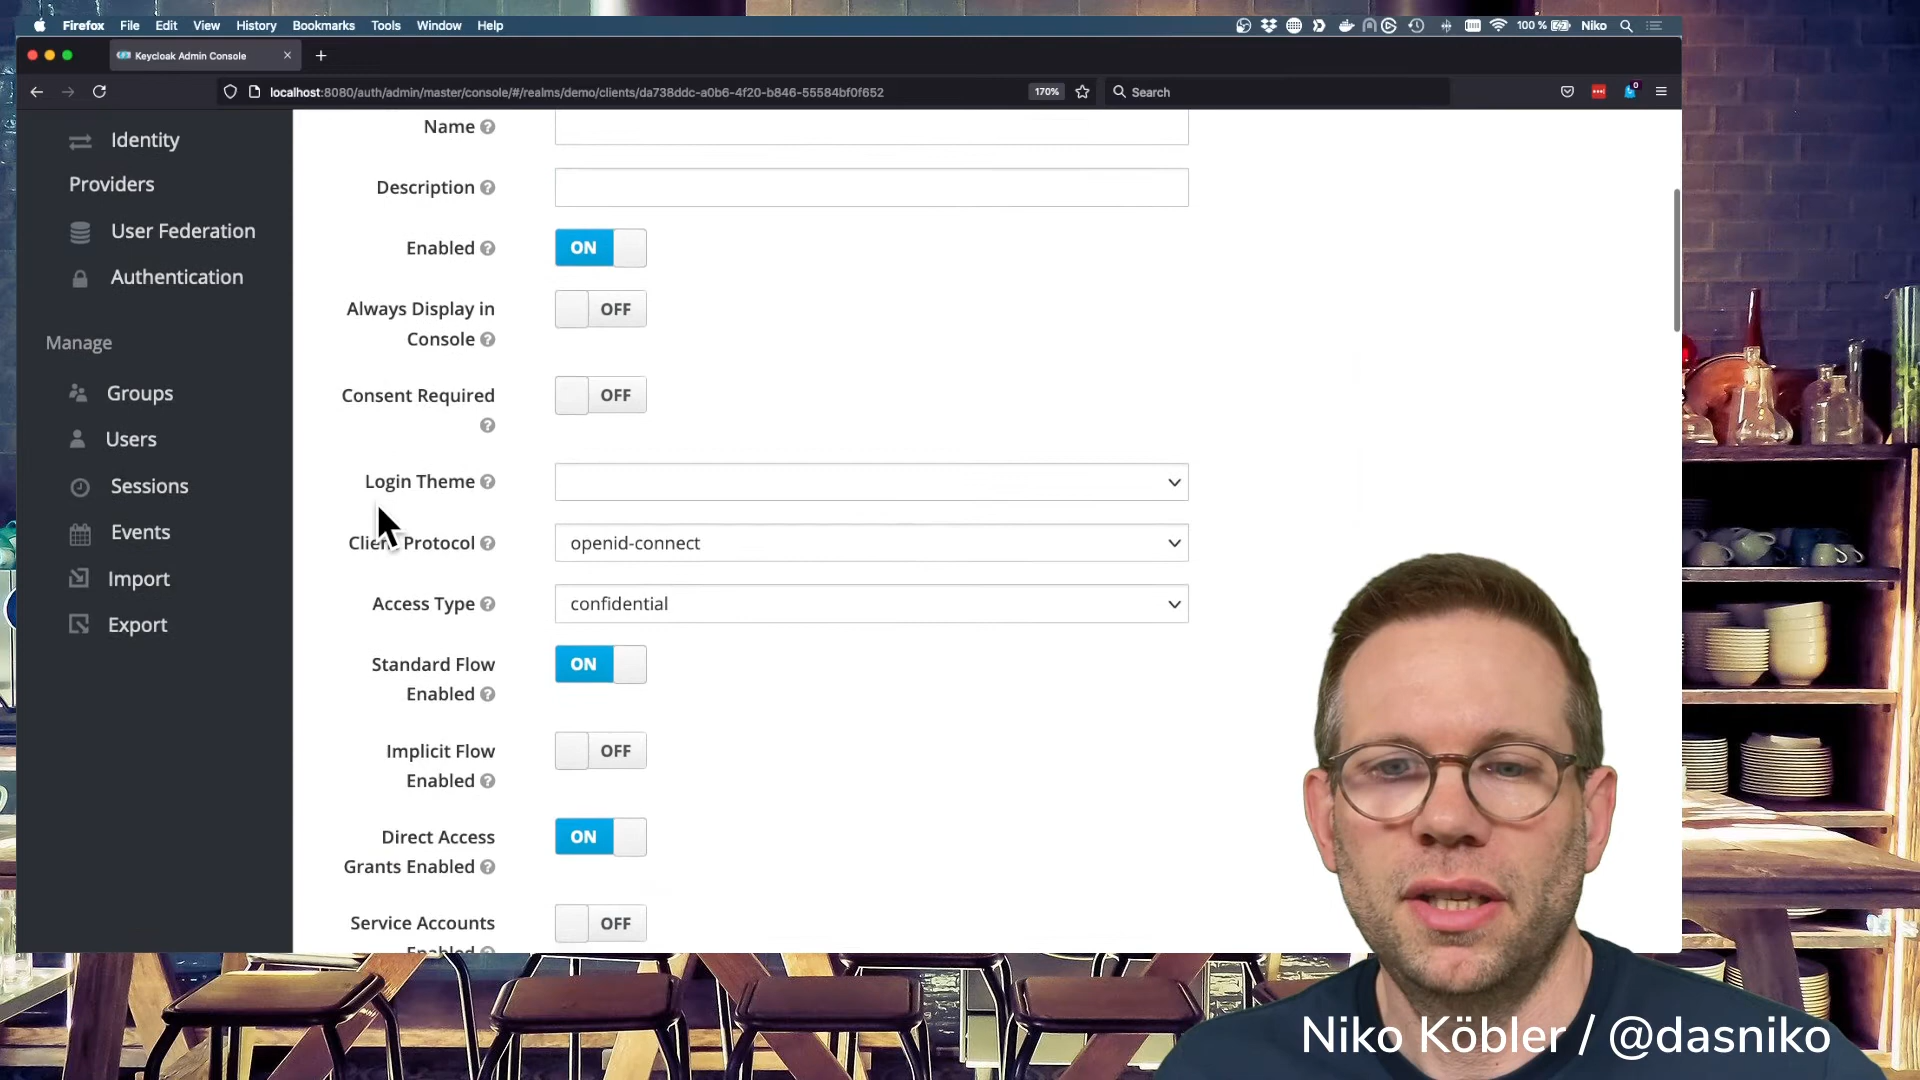 Firefox File Edit View History Bookmarks Tools Window Help
100 % Niko
Keycloak Admin Console
localhost:8080/auth/admin/master/console/#/realms/demo/clients/da738ddc-a0b6-4f20-b846-55584bf0f652
170%
Search
0
Identity
Providers
User Federation
Authentication
Manage
Groups
Users
Sessions
Events
Import
Export
Name
Description
Enabled
ON
Always Display in
Console
OFF
Consent Required
OFF
Login Theme
Client Protocol
openid-connect
Access Type
confidential
Standard Flow
Enabled
ON
Implicit Flow
Enabled
OFF
Direct Access
Grants Enabled
ON
Service Accounts
Enabled
OFF
Niko Köbler / @dasniko